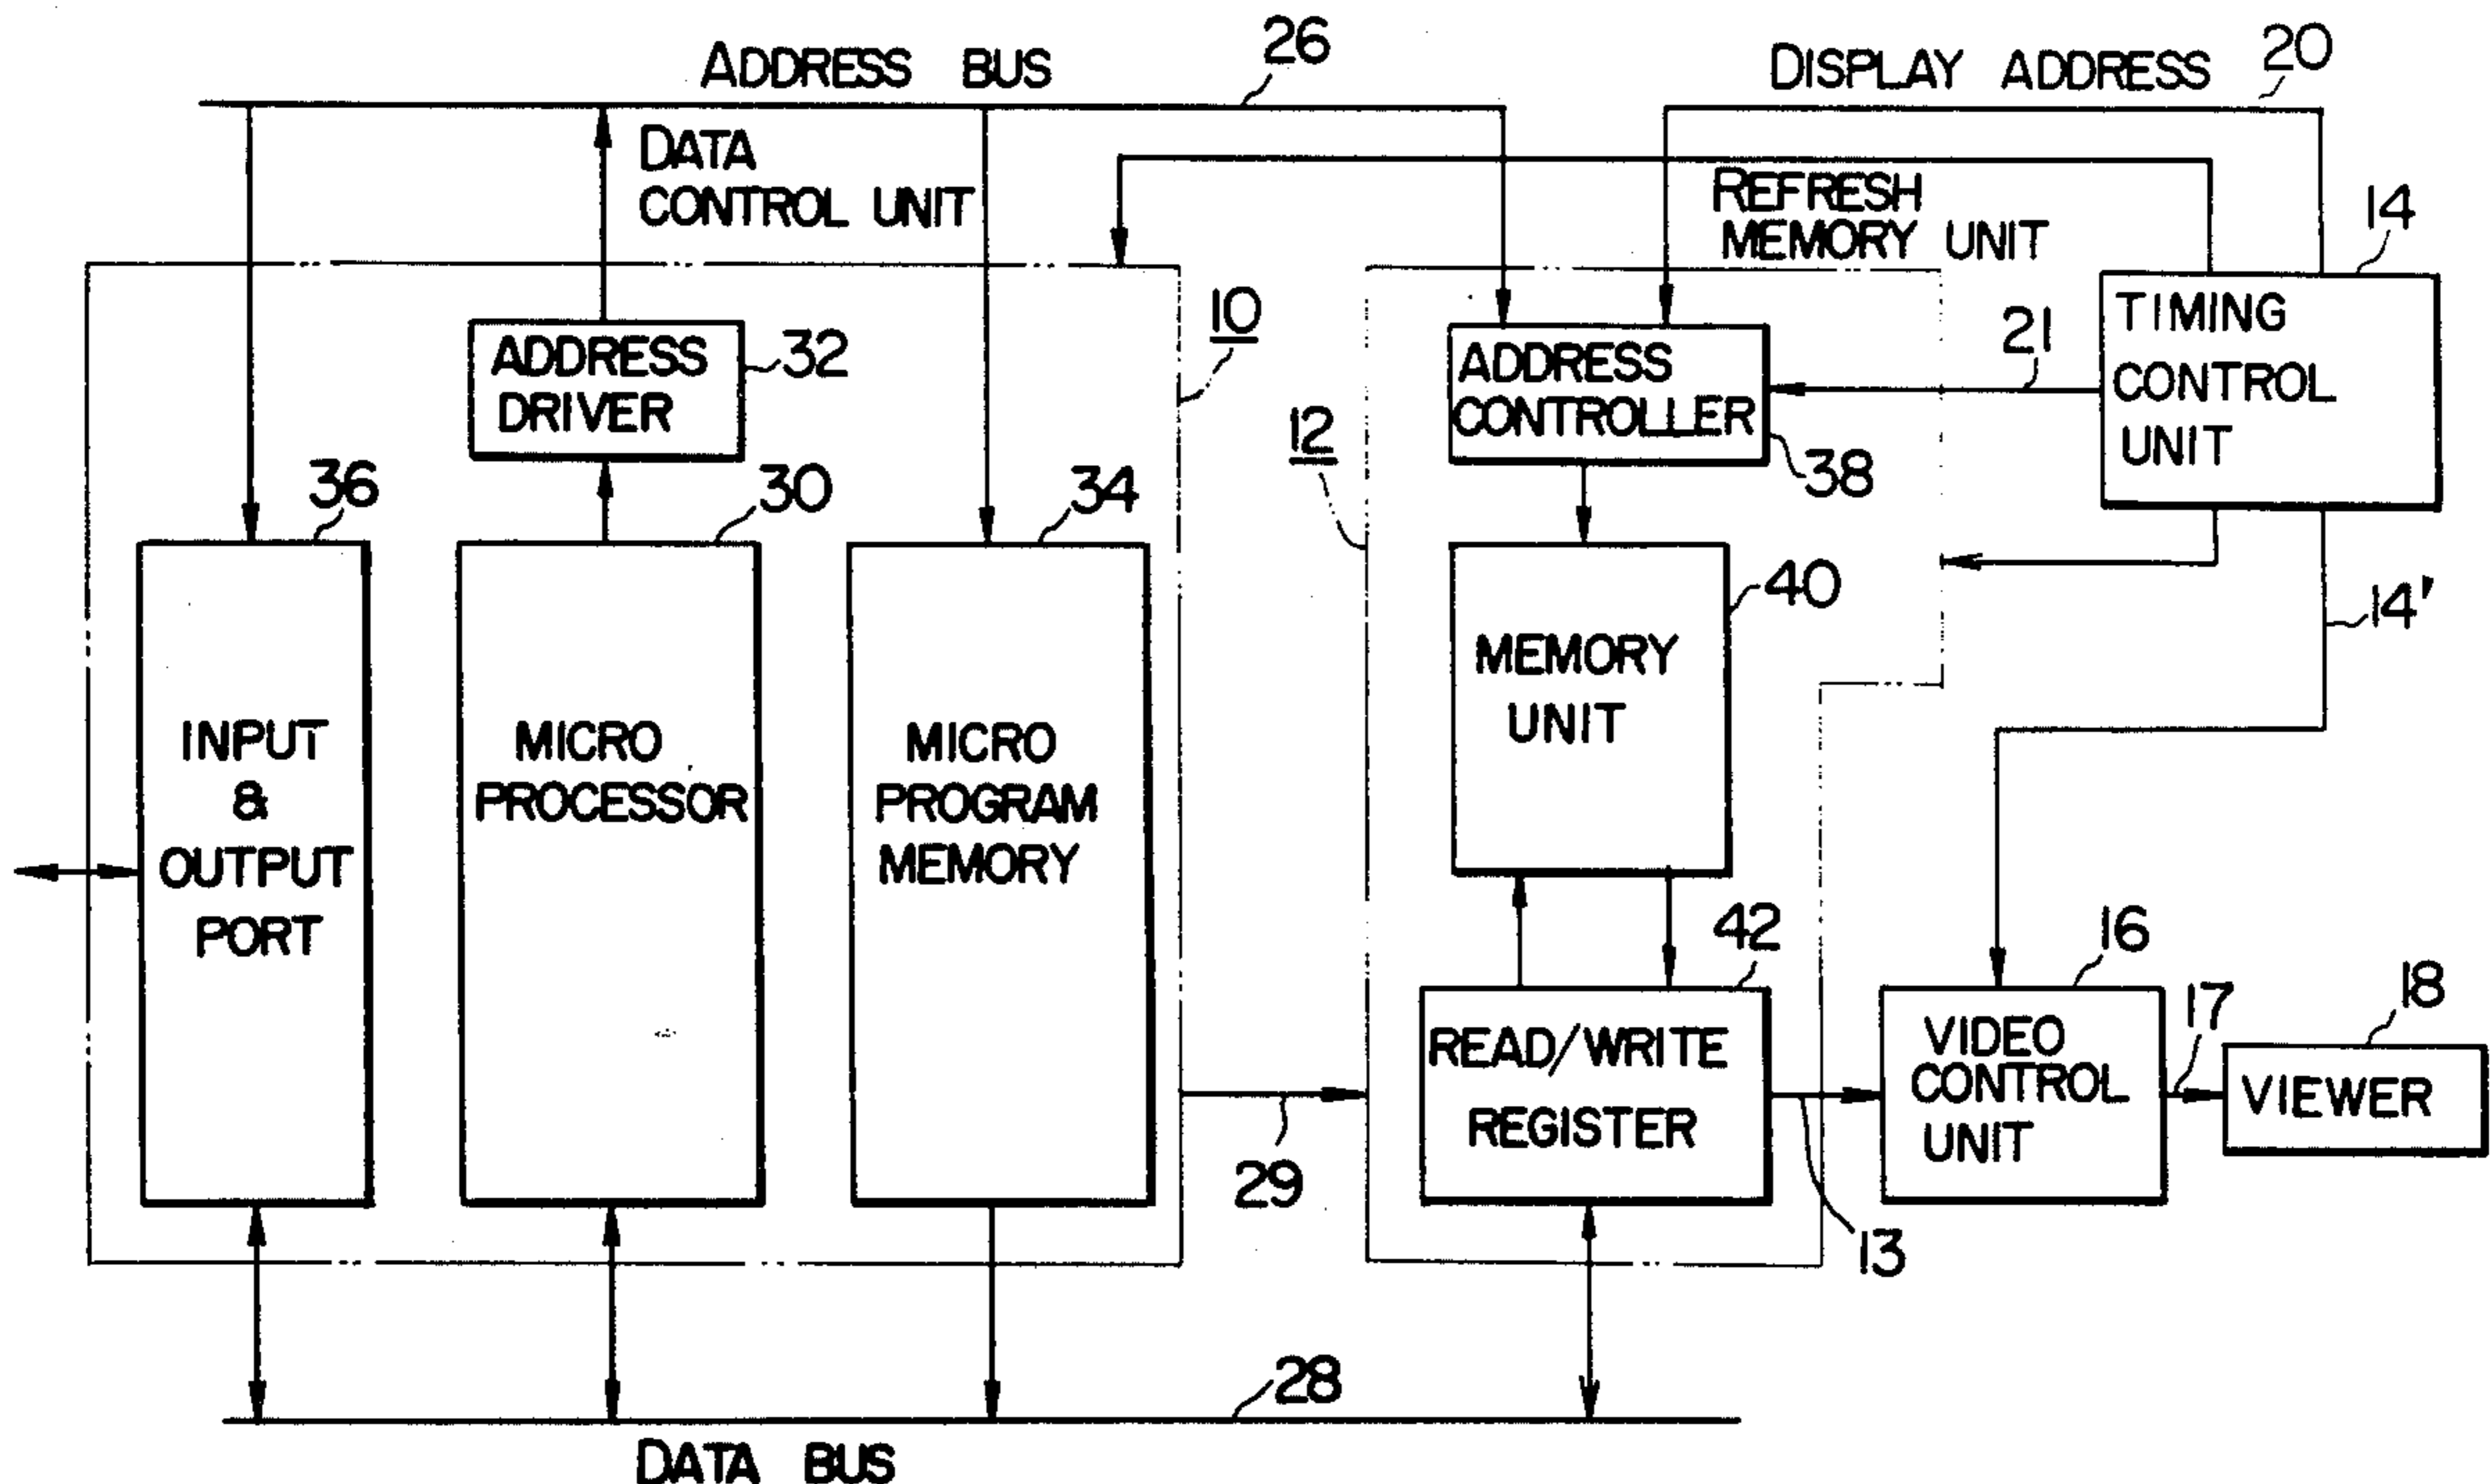 ADDRESS BUS
26
DISPLAY ADDRESS
20
DATA
CONTROL UNIT
REFRESH
MEMORY UNIT
14
10
TIMING
CONTROL
UNIT
21
ADDRESS
DRIVER
32
ADDRESS
CONTROLLER
12
38
36
30
34
40
14'
MEMORY
UNIT
INPUT
&
OUTPUT
PORT
MICRO
PROCESSOR
MICRO
PROGRAM
MEMORY
42
16
17
18
READ/WRITE
REGISTER
VIDEO
CONTROL
UNIT
VIEWER
29
13
28
DATA BUS